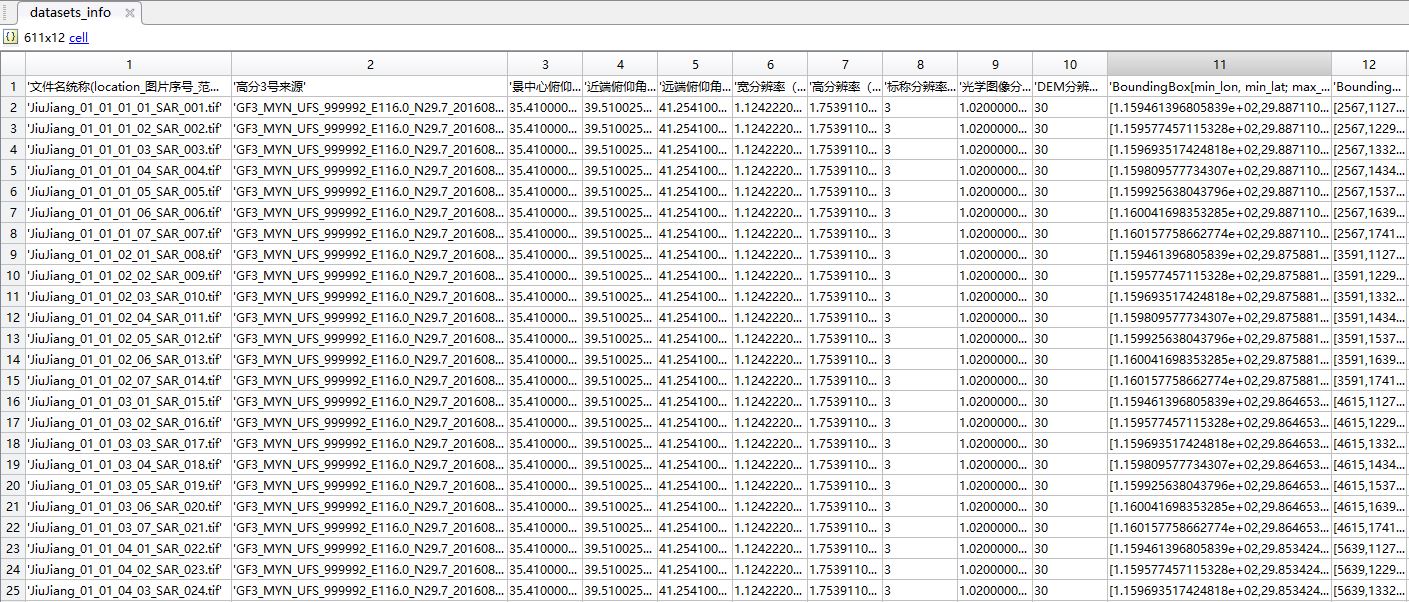 datasets_info
611x12 cell
1 2 3 4 5 6 7 8 9 10 11 12
1 '文件名统称(location_图片序号_范... '高分3号来源' '景中心俯仰... '近端俯仰角... '远端俯仰角... '宽分辨率（... '高分辨率（... '标称分辨率... '光学图像分... 'DEM分辨... 'BoundingBox[min_lon, min_lat; max_... 'Bounding...
2 'JiuJiang_01_01_01_01_SAR_001.tif' 'GF3_MYN_UFS_999992_E116.0_N29.7_201608... 35.410000... 39.510025... 41.254100... 1.1242220... 1.7539110... 3 1.0200000... 30 [1.159461396805839e+02,29.887110... [2567,1127...
3 'JiuJiang_01_01_01_02_SAR_002.tif' 'GF3_MYN_UFS_999992_E116.0_N29.7_201608... 35.410000... 39.510025... 41.254100... 1.1242220... 1.7539110... 3 1.0200000... 30 [1.159577457115328e+02,29.887110... [2567,1229...
4 'JiuJiang_01_01_01_03_SAR_003.tif' 'GF3_MYN_UFS_999992_E116.0_N29.7_201608... 35.410000... 39.510025... 41.254100... 1.1242220... 1.7539110... 3 1.0200000... 30 [1.159693517424818e+02,29.887110... [2567,1332...
5 'JiuJiang_01_01_01_04_SAR_004.tif' 'GF3_MYN_UFS_999992_E116.0_N29.7_201608... 35.410000... 39.510025... 41.254100... 1.1242220... 1.7539110... 3 1.0200000... 30 [1.159809577734307e+02,29.887110... [2567,1434...
6 'JiuJiang_01_01_01_05_SAR_005.tif' 'GF3_MYN_UFS_999992_E116.0_N29.7_201608... 35.410000... 39.510025... 41.254100... 1.1242220... 1.7539110... 3 1.0200000... 30 [1.159925638043796e+02,29.887110... [2567,1537...
7 'JiuJiang_01_01_01_06_SAR_006.tif' 'GF3_MYN_UFS_999992_E116.0_N29.7_201608... 35.410000... 39.510025... 41.254100... 1.1242220... 1.7539110... 3 1.0200000... 30 [1.160041698353285e+02,29.887110... [2567,1639...
8 'JiuJiang_01_01_01_07_SAR_007.tif' 'GF3_MYN_UFS_999992_E116.0_N29.7_201608... 35.410000... 39.510025... 41.254100... 1.1242220... 1.7539110... 3 1.0200000... 30 [1.160157758662774e+02,29.887110... [2567,1741...
9 'JiuJiang_01_01_02_01_SAR_008.tif' 'GF3_MYN_UFS_999992_E116.0_N29.7_201608... 35.410000... 39.510025... 41.254100... 1.1242220... 1.7539110... 3 1.0200000... 30 [1.159461396805839e+02,29.875881... [3591,1127...
10 'JiuJiang_01_01_02_02_SAR_009.tif' 'GF3_MYN_UFS_999992_E116.0_N29.7_201608... 35.410000... 39.510025... 41.254100... 1.1242220... 1.7539110... 3 1.0200000... 30 [1.159577457115328e+02,29.875881... [3591,1229...
11 'JiuJiang_01_01_02_03_SAR_010.tif' 'GF3_MYN_UFS_999992_E116.0_N29.7_201608... 35.410000... 39.510025... 41.254100... 1.1242220... 1.7539110... 3 1.0200000... 30 [1.159693517424818e+02,29.875881... [3591,1332...
12 'JiuJiang_01_01_02_04_SAR_011.tif' 'GF3_MYN_UFS_999992_E116.0_N29.7_201608... 35.410000... 39.510025... 41.254100... 1.1242220... 1.7539110... 3 1.0200000... 30 [1.159809577734307e+02,29.875881... [3591,1434...
13 'JiuJiang_01_01_02_05_SAR_012.tif' 'GF3_MYN_UFS_999992_E116.0_N29.7_201608... 35.410000... 39.510025... 41.254100... 1.1242220... 1.7539110... 3 1.0200000... 30 [1.159925638043796e+02,29.875881... [3591,1537...
14 'JiuJiang_01_01_02_06_SAR_013.tif' 'GF3_MYN_UFS_999992_E116.0_N29.7_201608... 35.410000... 39.510025... 41.254100... 1.1242220... 1.7539110... 3 1.0200000... 30 [1.160041698353285e+02,29.875881... [3591,1639...
15 'JiuJiang_01_01_02_07_SAR_014.tif' 'GF3_MYN_UFS_999992_E116.0_N29.7_201608... 35.410000... 39.510025... 41.254100... 1.1242220... 1.7539110... 3 1.0200000... 30 [1.160157758662774e+02,29.875881... [3591,1741...
16 'JiuJiang_01_01_03_01_SAR_015.tif' 'GF3_MYN_UFS_999992_E116.0_N29.7_201608... 35.410000... 39.510025... 41.254100... 1.1242220... 1.7539110... 3 1.0200000... 30 [1.159461396805839e+02,29.864653... [4615,1127...
17 'JiuJiang_01_01_03_02_SAR_016.tif' 'GF3_MYN_UFS_999992_E116.0_N29.7_201608... 35.410000... 39.510025... 41.254100... 1.1242220... 1.7539110... 3 1.0200000... 30 [1.159577457115328e+02,29.864653... [4615,1229...
18 'JiuJiang_01_01_03_03_SAR_017.tif' 'GF3_MYN_UFS_999992_E116.0_N29.7_201608... 35.410000... 39.510025... 41.254100... 1.1242220... 1.7539110... 3 1.0200000... 30 [1.159693517424818e+02,29.864653... [4615,1332...
19 'JiuJiang_01_01_03_04_SAR_018.tif' 'GF3_MYN_UFS_999992_E116.0_N29.7_201608... 35.410000... 39.510025... 41.254100... 1.1242220... 1.7539110... 3 1.0200000... 30 [1.159809577734307e+02,29.864653... [4615,1434...
20 'JiuJiang_01_01_03_05_SAR_019.tif' 'GF3_MYN_UFS_999992_E116.0_N29.7_201608... 35.410000... 39.510025... 41.254100... 1.1242220... 1.7539110... 3 1.0200000... 30 [1.159925638043796e+02,29.864653... [4615,1537...
21 'JiuJiang_01_01_03_06_SAR_020.tif' 'GF3_MYN_UFS_999992_E116.0_N29.7_201608... 35.410000... 39.510025... 41.254100... 1.1242220... 1.7539110... 3 1.0200000... 30 [1.160041698353285e+02,29.864653... [4615,1639...
22 'JiuJiang_01_01_03_07_SAR_021.tif' 'GF3_MYN_UFS_999992_E116.0_N29.7_201608... 35.410000... 39.510025... 41.254100... 1.1242220... 1.7539110... 3 1.0200000... 30 [1.160157758662774e+02,29.864653... [4615,1741...
23 'JiuJiang_01_01_04_01_SAR_022.tif' 'GF3_MYN_UFS_999992_E116.0_N29.7_201608... 35.410000... 39.510025... 41.254100... 1.1242220... 1.7539110... 3 1.0200000... 30 [1.159461396805839e+02,29.853424... [5639,1127...
24 'JiuJiang_01_01_04_02_SAR_023.tif' 'GF3_MYN_UFS_999992_E116.0_N29.7_201608... 35.410000... 39.510025... 41.254100... 1.1242220... 1.7539110... 3 1.0200000... 30 [1.159577457115328e+02,29.853424... [5639,1229...
25 'JiuJiang_01_01_04_03_SAR_024.tif' 'GF3_MYN_UFS_999992_E116.0_N29.7_201608... 35.410000... 39.510025... 41.254100... 1.1242220... 1.7539110... 3 1.0200000... 30 [1.159693517424818e+02,29.853424... [5639,1332...